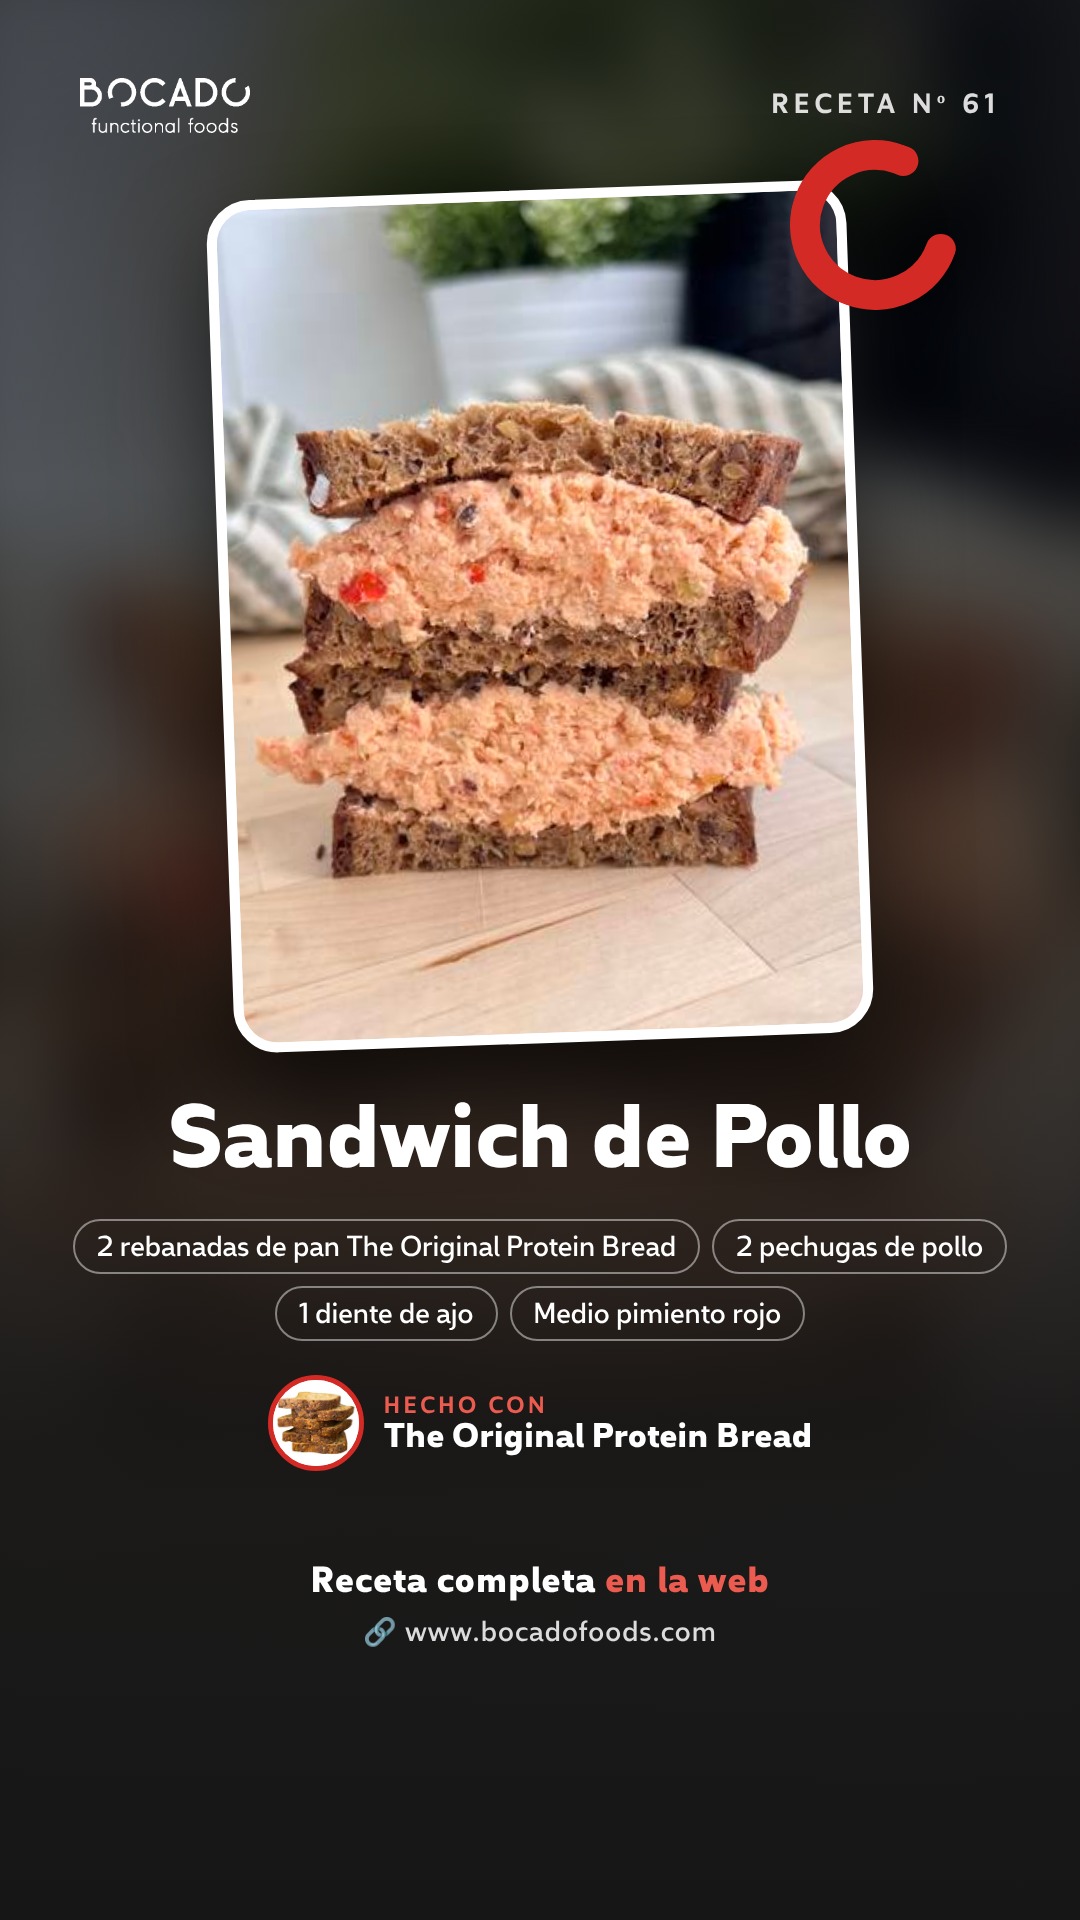 BOCADO
functional foods
RECETA Nº 61
Sandwich de Pollo
2 rebanadas de pan The Original Protein Bread
2 pechugas de pollo
1 diente de ajo
Medio pimiento rojo
HECHO CON
The Original Protein Bread
Receta completa en la web
🔗 www.bocadofoods.com